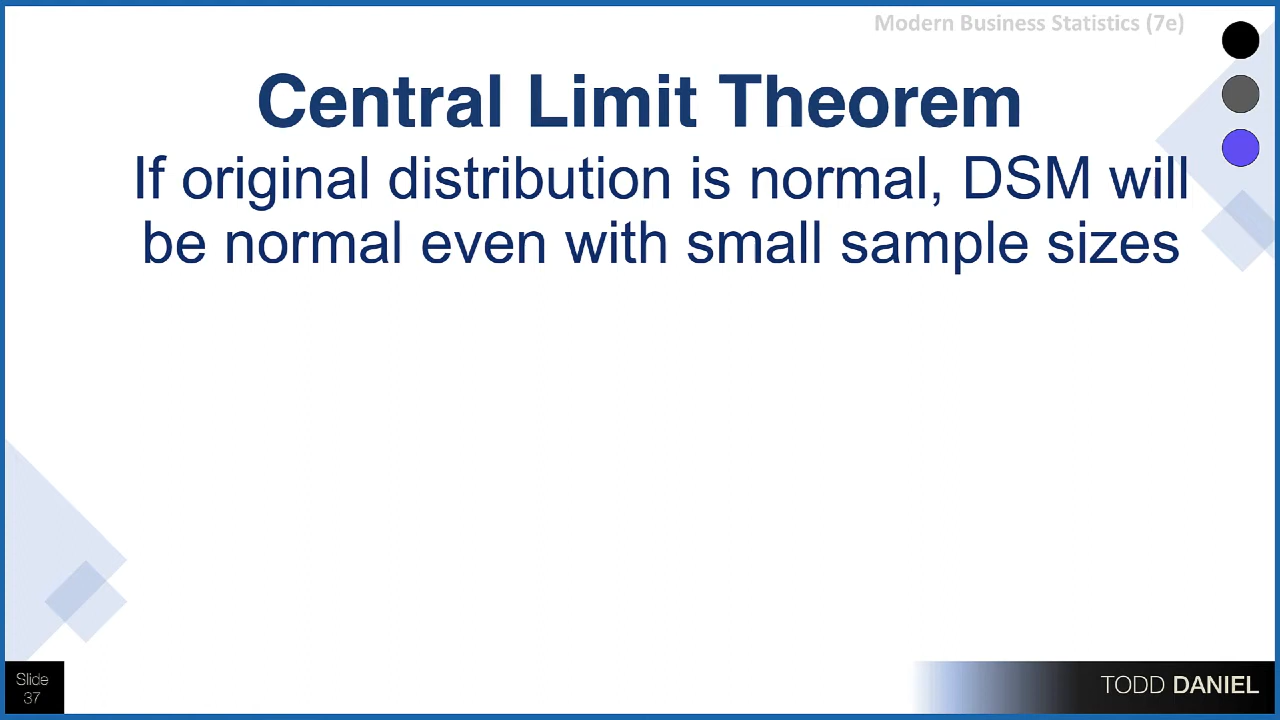 Modern Business Statistics (7e)
Central Limit Theorem
If original distribution is normal, DSM will
be normal even with small sample sizes
Slide
37
TODD DANIEL